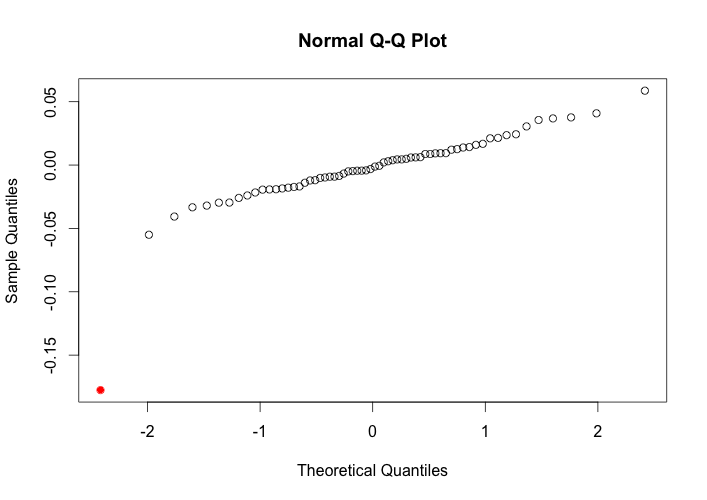 Normal Q-Q Plot
Sample Quantiles
0.05
0.00
-0.05
-0.10
-0.15
-2 -1 0 1 2
Theoretical Quantiles